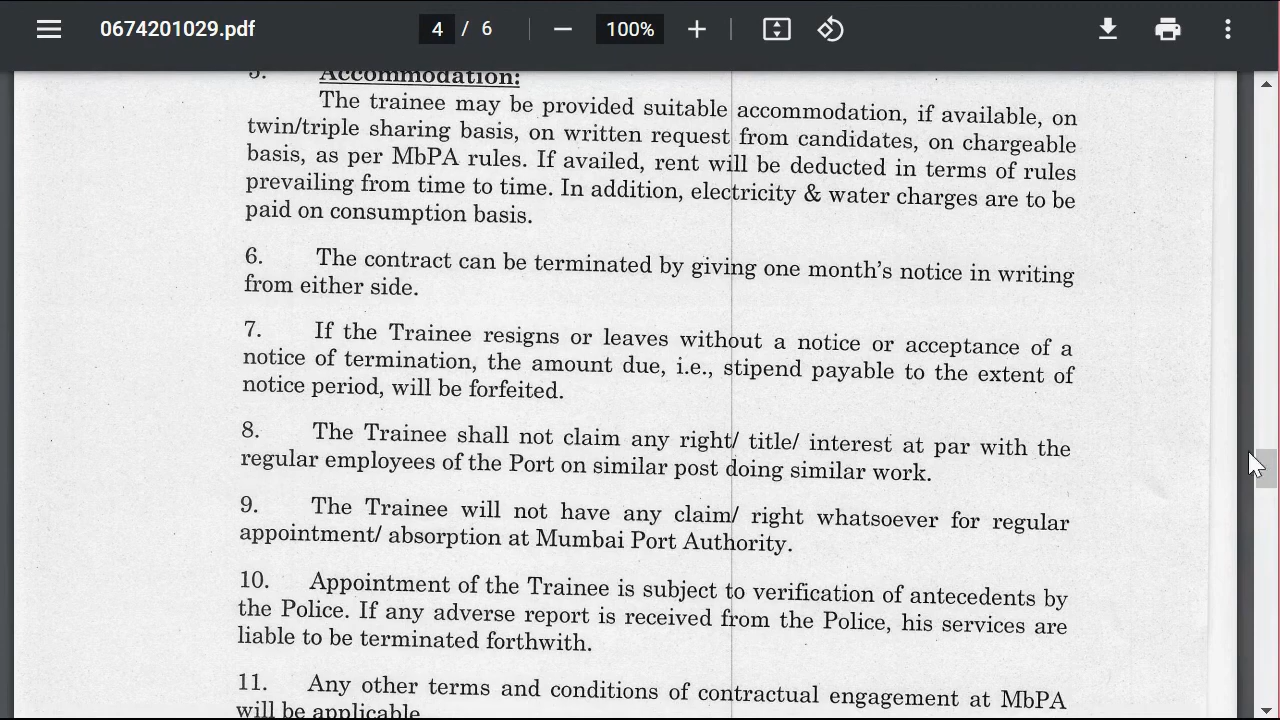 0674201029.pdf
4 / 6
100%
5. Accommodation:
The trainee may be provided suitable accommodation, if available, on
twin/triple sharing basis, on written request from candidates, on chargeable
basis, as per MbPA rules. If availed, rent will be deducted in terms of rules
prevailing from time to time. In addition, electricity & water charges are to be
paid on consumption basis.
6. The contract can be terminated by giving one month's notice in writing
from either side.
7. If the Trainee resigns or leaves without a notice or acceptance of a
notice of termination, the amount due, i.e., stipend payable to the extent of
notice period, will be forfeited.
8. The Trainee shall not claim any right/ title/ interest at par with the
regular employees of the Port on similar post doing similar work.
9. The Trainee will not have any claim/ right whatsoever for regular
appointment/ absorption at Mumbai Port Authority.
10. Appointment of the Trainee is subject to verification of antecedents by
the Police. If any adverse report is received from the Police, his services are
liable to be terminated forthwith.
11. Any other terms and conditions of contractual engagement at MbPA
will be applicable